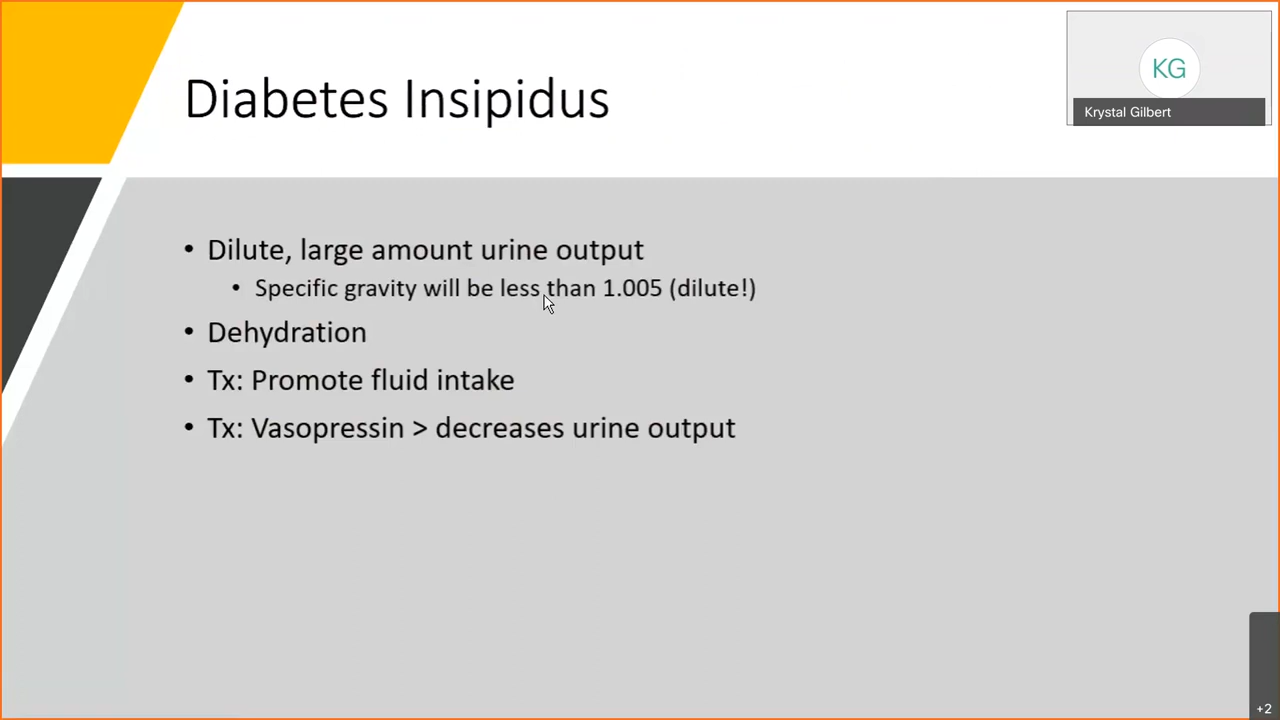 Diabetes Insipidus
KG
Krystal Gilbert
• Dilute, large amount urine output
• Specific gravity will be less than 1.005 (dilute!)
• Dehydration
• Tx: Promote fluid intake
• Tx: Vasopressin > decreases urine output
+2